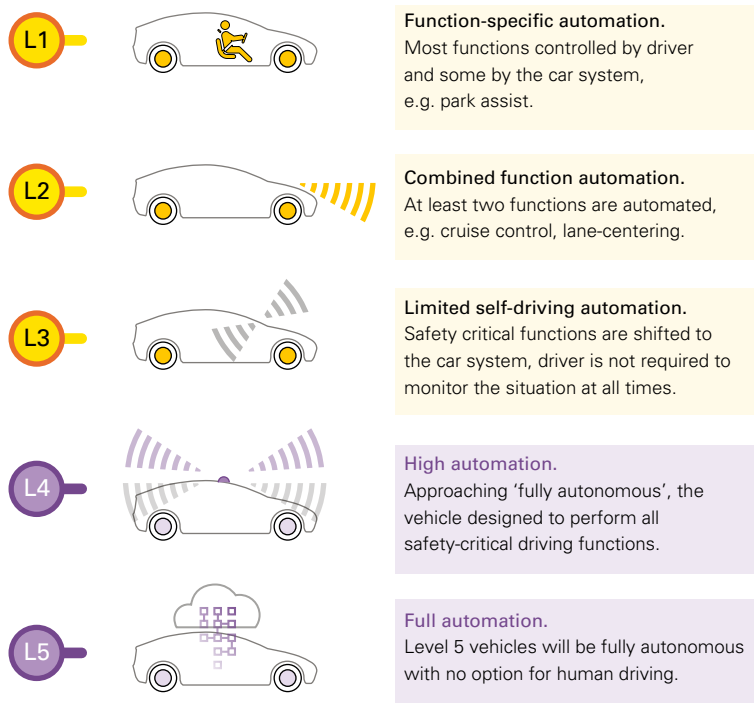 L1
Function-specific automation.
Most functions controlled by driver
and some by the car system,
e.g. park assist.
L2
Combined function automation.
At least two functions are automated,
e.g. cruise control, lane-centering.
L3
Limited self-driving automation.
Safety critical functions are shifted to
the car system, driver is not required to
monitor the situation at all times.
L4
High automation.
Approaching ‘fully autonomous’, the
vehicle designed to perform all
safety-critical driving functions.
L5
Full automation.
Level 5 vehicles will be fully autonomous
with no option for human driving.